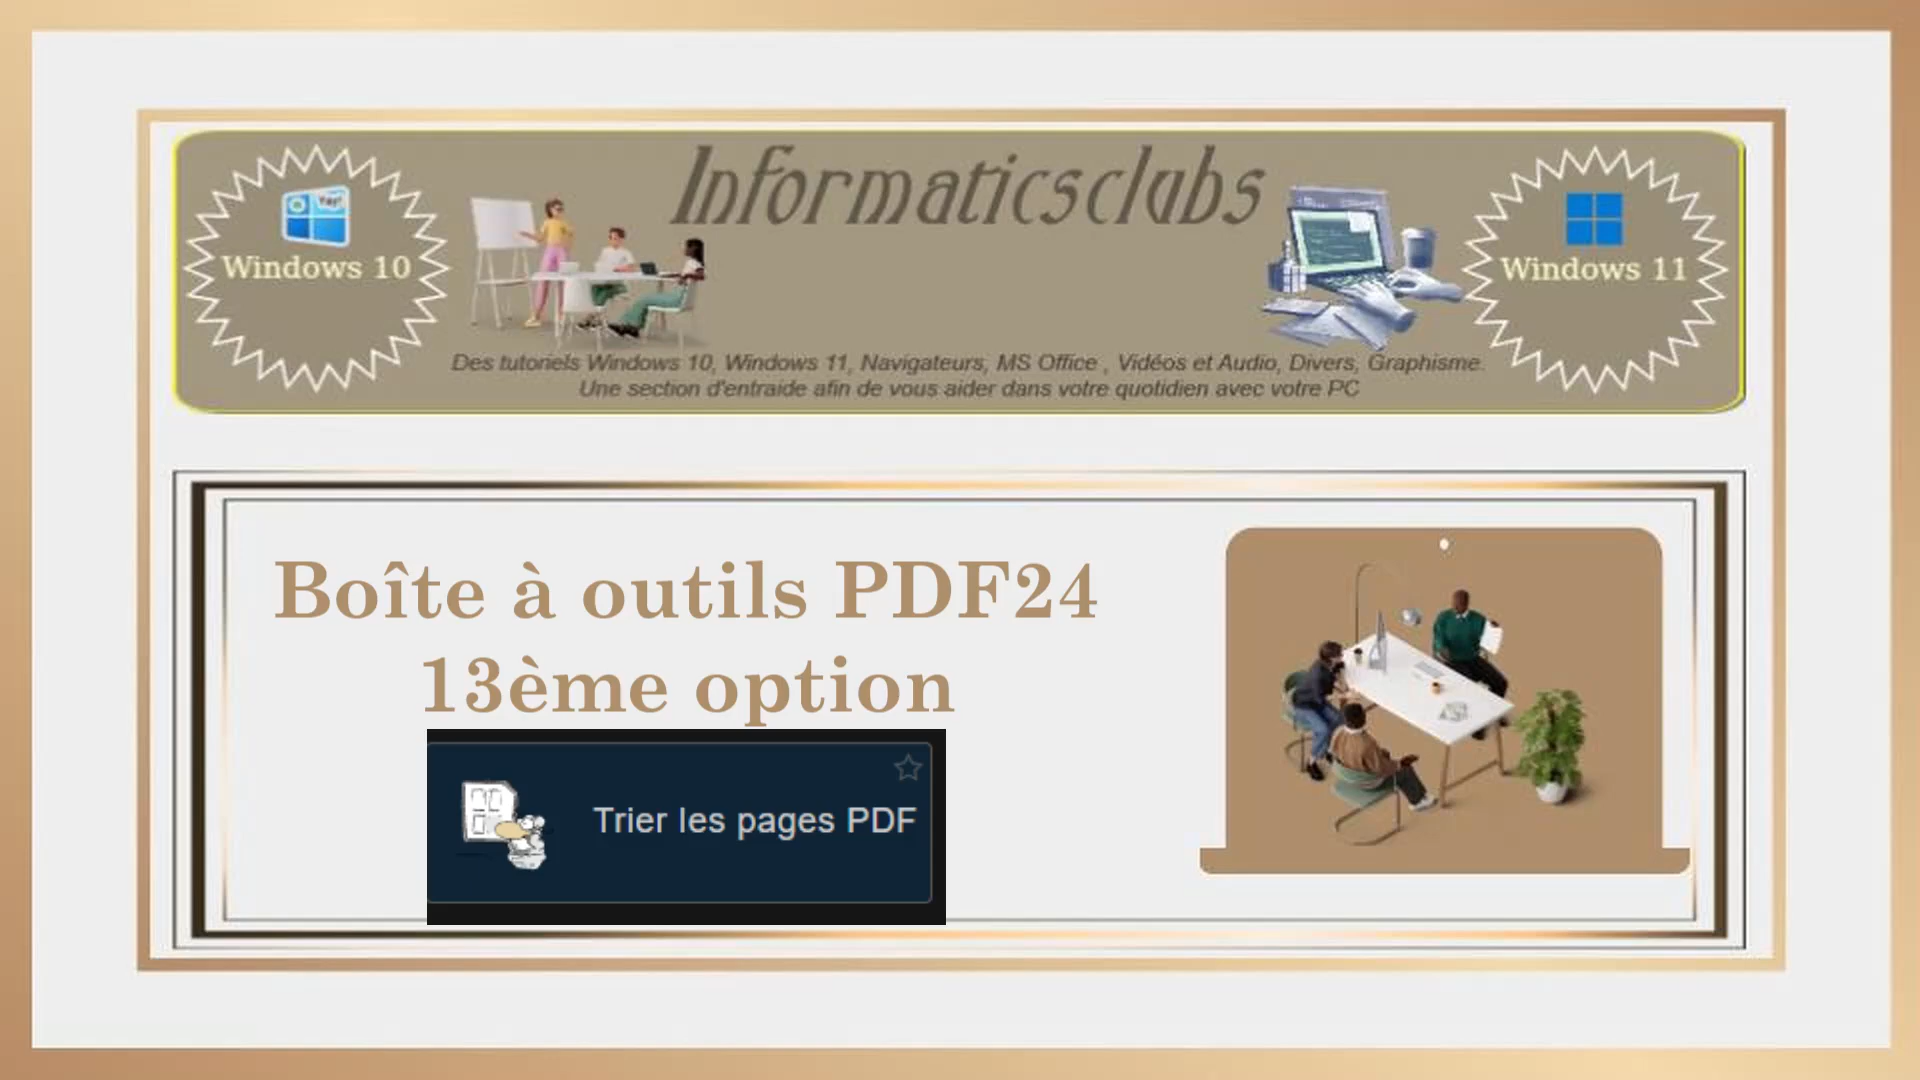 Informaticsclubs
Yay!
Windows 10
Windows 11
Des tutoriels Windows 10, Windows 11, Navigateurs, MS Office , Vidéos et Audio, Divers, Graphisme.
Une section d'entraide afin de vous aider dans votre quotidien avec votre PC
Boîte à outils PDF24
13ème option
Trier les pages PDF